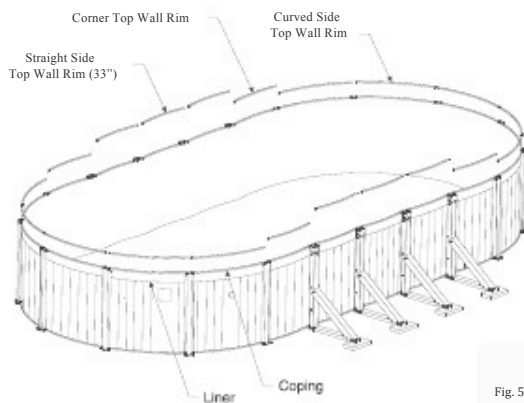 Corner Top Wall Rim
Curved Side
Top Wall Rim
Straight Side
Top Wall Rim (33”)
Liner
Coping
Fig. 5